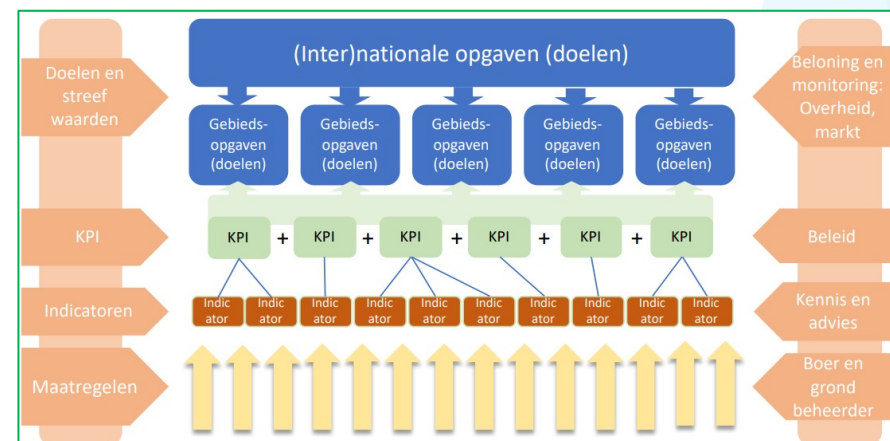 (Inter)nationale opgaven (doelen)
Doelen en
streef
waarden
Beloning en
monitoring:
Overheid,
markt
Gebieds-
opgaven
(doelen)
Gebieds-
opgaven
(doelen)
Gebieds-
opgaven
(doelen)
Gebieds-
opgaven
(doelen)
Gebieds-
opgaven
(doelen)
KPI
KPI + KPI + KPI + KPI + KPI + KPI
Beleid
Indicatoren
Indic
ator
Indic
ator
Indic
ator
Indic
ator
Indic
ator
Indic
ator
Indic
ator
Indic
ator
Indic
ator
Indic
ator
Kennis en
advies
Maatregelen
Boer en
grond
beheerder